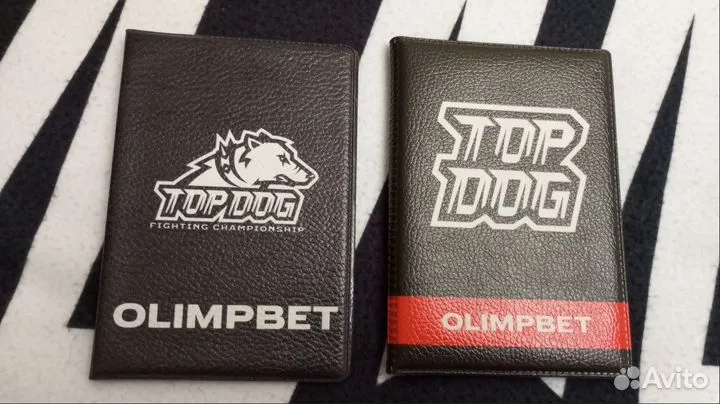 TOP DOG
FIGHTING CHAMPIONSHIP
OLIMPBET
TOP
DOG
OLIMPBET
Avito